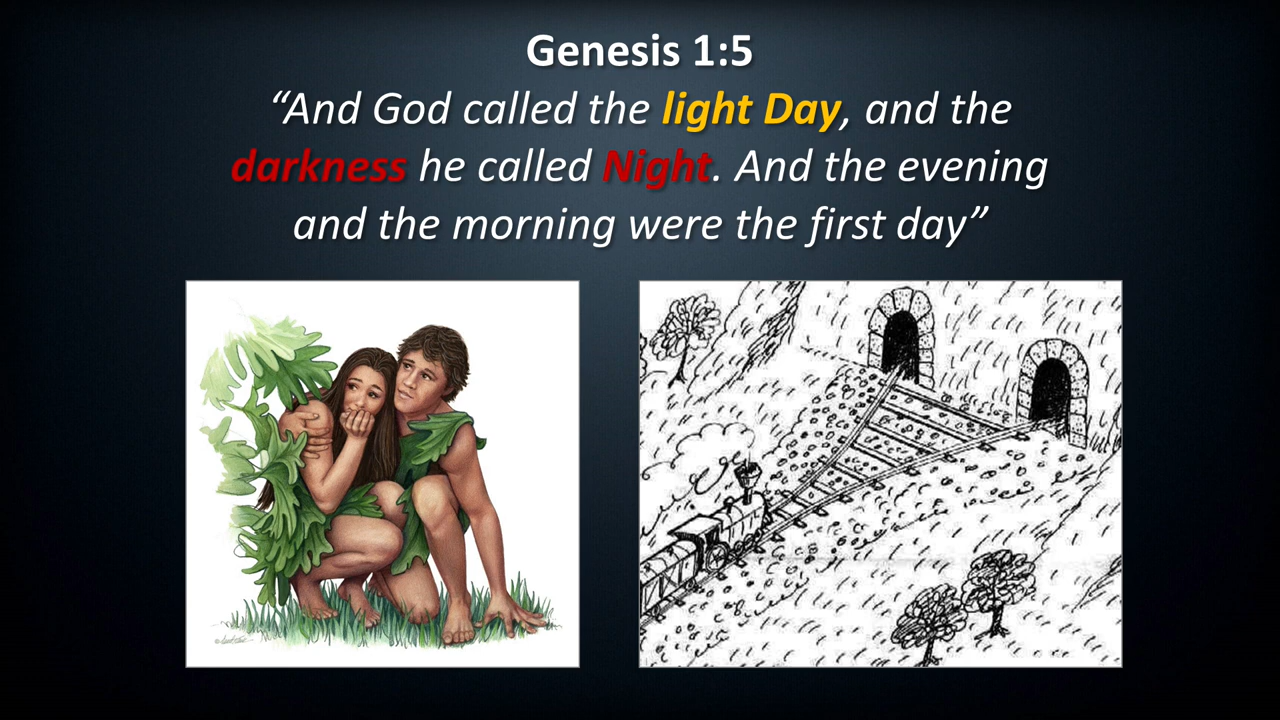 Genesis 1:5
“And God called the light Day, and the
darkness he called Night. And the evening
and the morning were the first day”